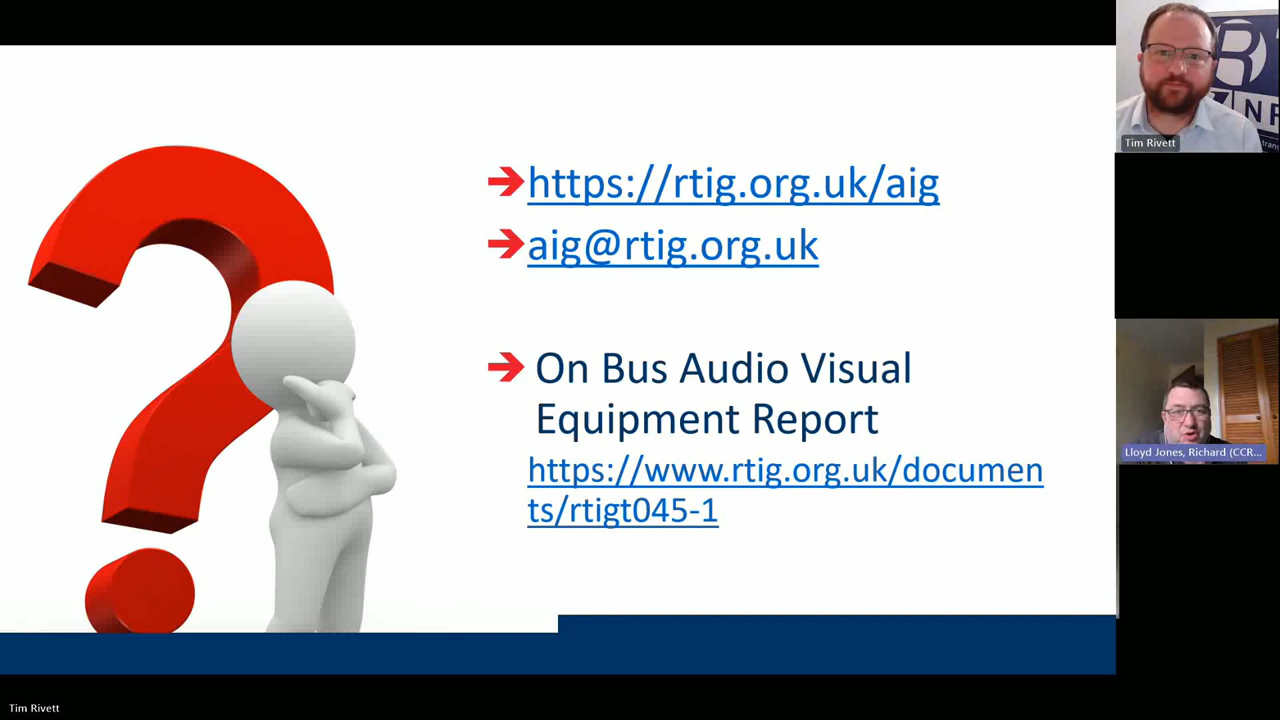 https://rtig.org.uk/aig
aig@rtig.org.uk
On Bus Audio Visual
Equipment Report
https://www.rtig.org.uk/documen
ts/rtigt045-1
Tim Rivett
Lloyd Jones, Richard (CCR...
Tim Rivett